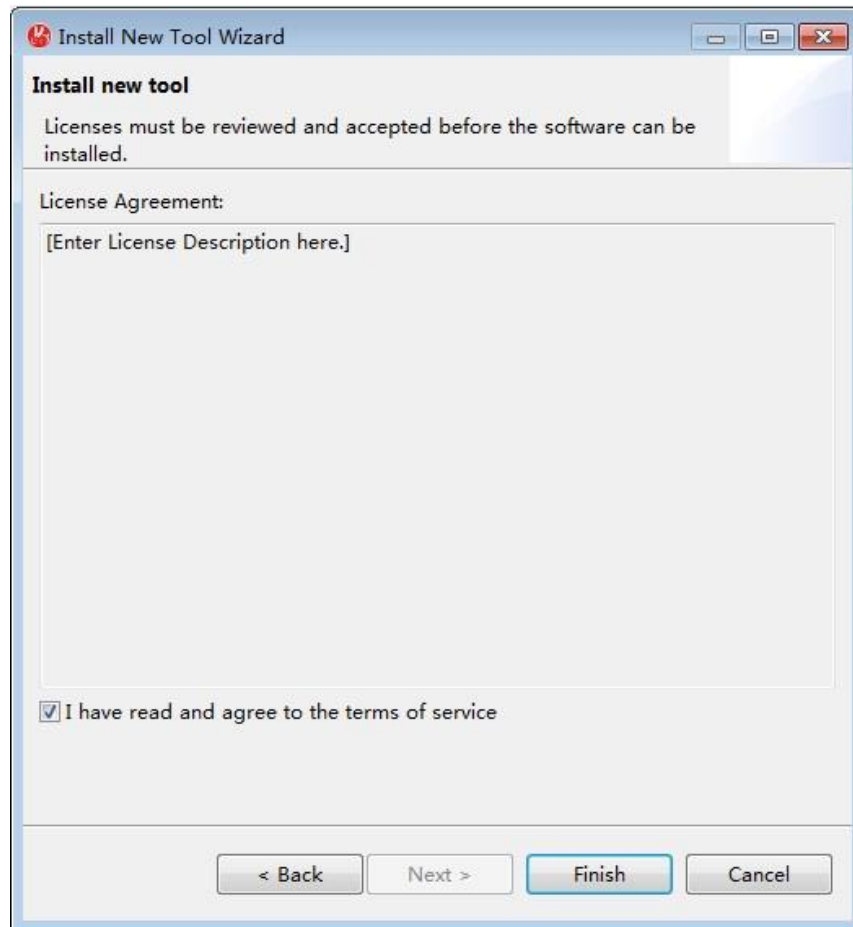 Install New Tool Wizard
Install new tool
Licenses must be reviewed and accepted before the software can be
installed.
License Agreement:
[Enter License Description here.]
I have read and agree to the terms of service
< Back Next > Finish Cancel